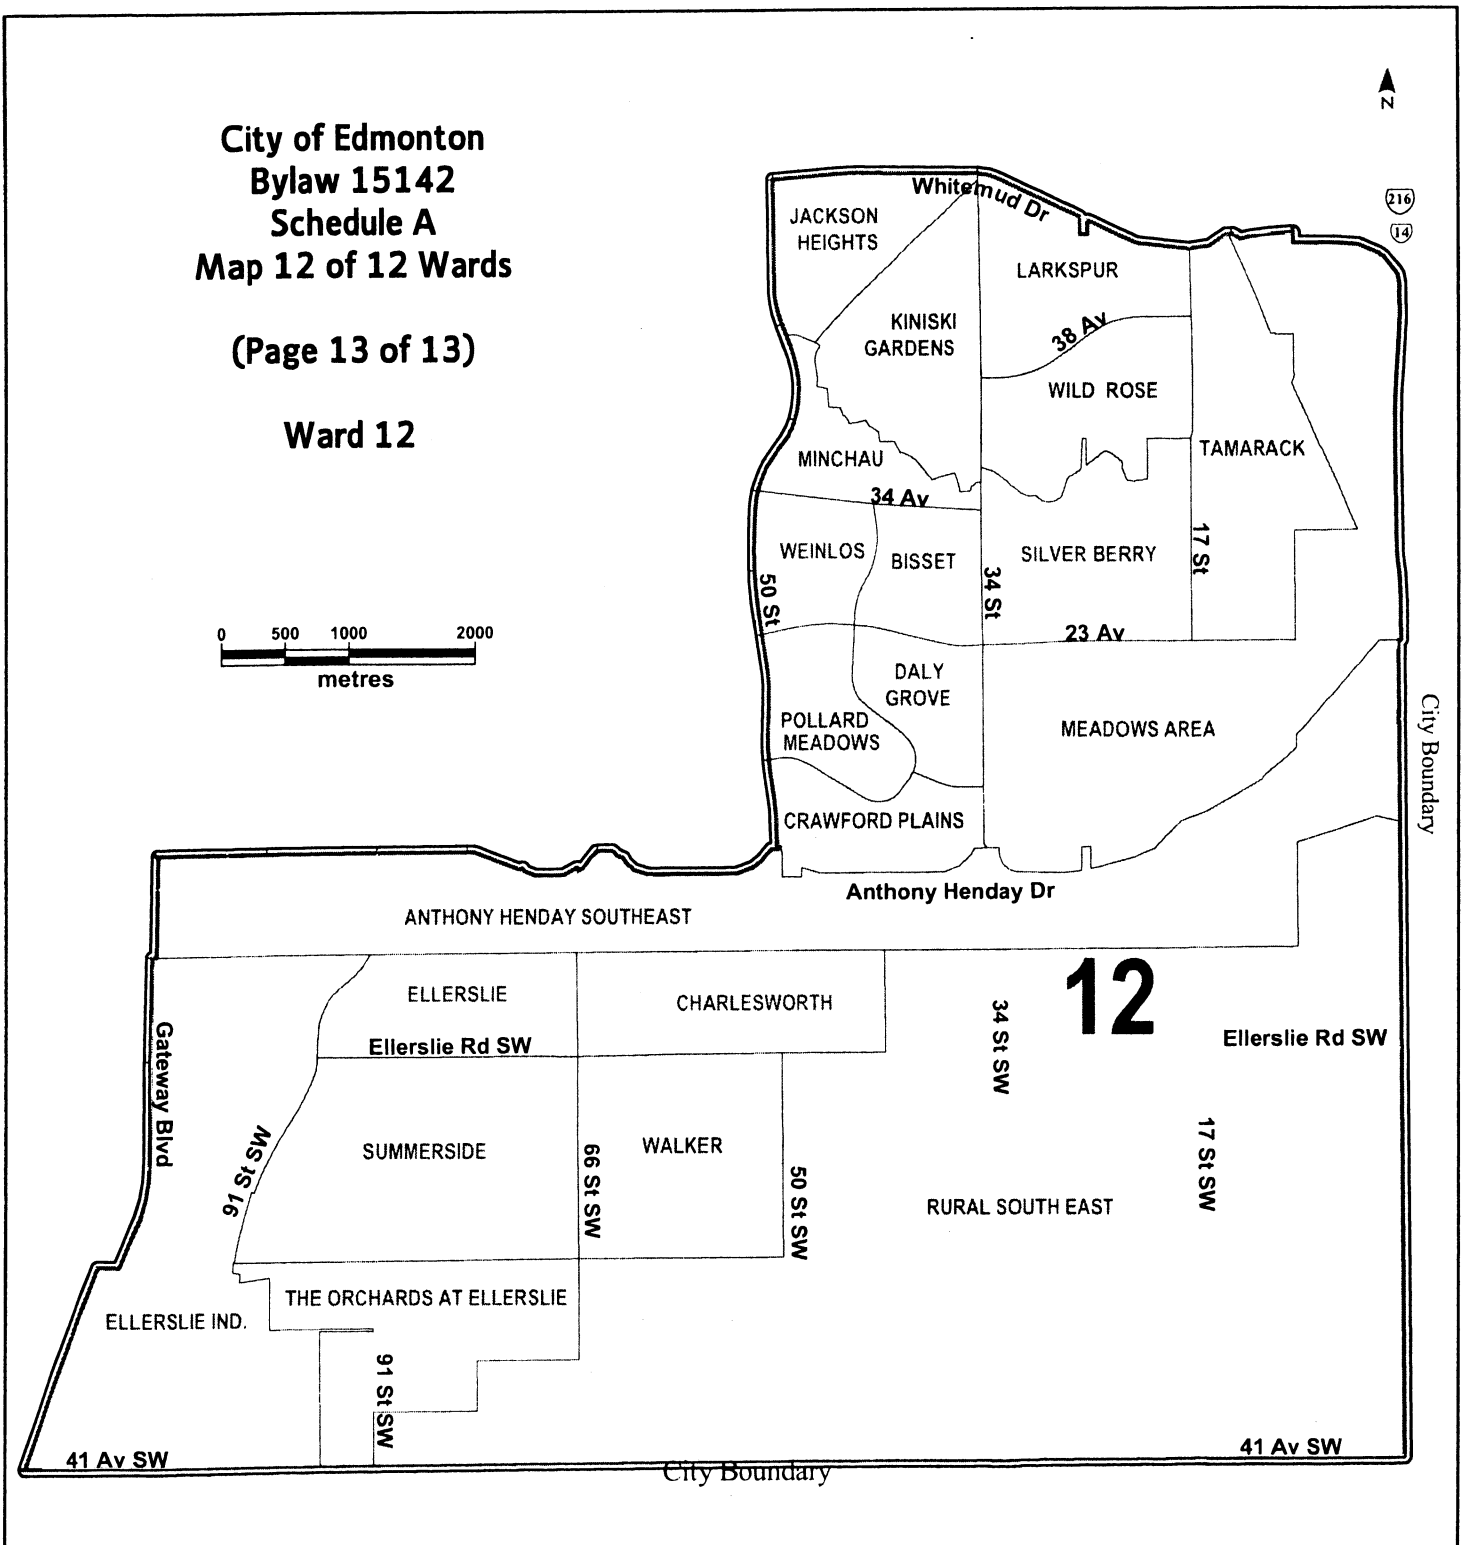 City of Edmonton
Bylaw 15142
Schedule A
Map 12 of 12 Wards
(Page 13 of 13)
Ward 12
N
216
14
Whitemud Dr
JACKSON
HEIGHTS
LARKSPUR
KINISKI
GARDENS
38 Av
WILD ROSE
TAMARACK
MINCHAU
34 Av
WEINLOS
BISSET
SILVER BERRY
17 St
50 St
34 St
23 Av
0 500 1000 2000
metres
DALY
GROVE
POLLARD
MEADOWS
MEADOWS AREA
City Boundary
CRAWFORD PLAINS
Anthony Henday Dr
ANTHONY HENDAY SOUTHEAST
12
ELLERSLIE
CHARLESWORTH
34 St SW
Ellerslie Rd SW
Ellerslie Rd SW
Gateway Blvd
91 St SW
SUMMERSIDE
66 St SW
WALKER
50 St SW
17 St SW
RURAL SOUTH EAST
THE ORCHARDS AT ELLERSLIE
ELLERSLIE IND.
91 St SW
41 Av SW
41 Av SW
City Boundary